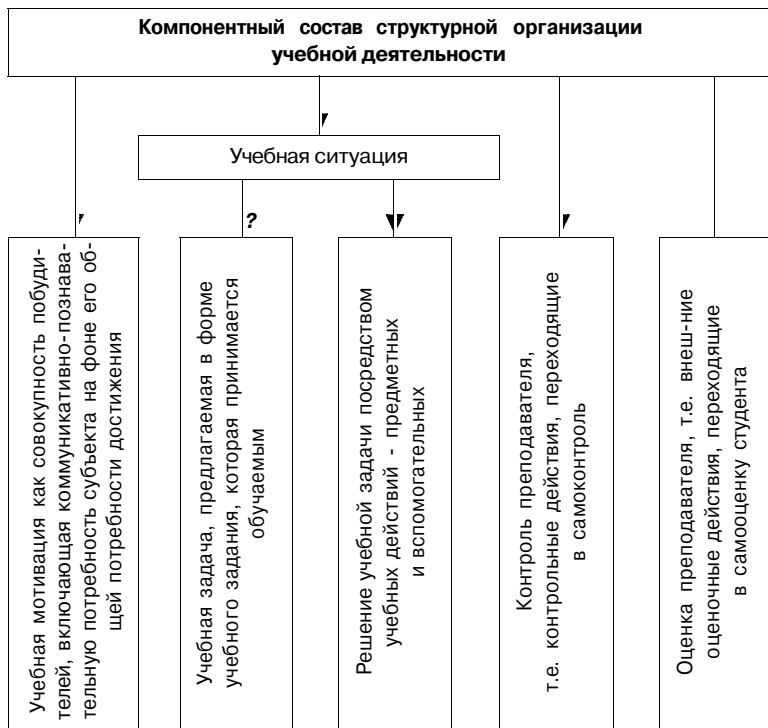 Компонентный состав структурной организации
учебной деятельности
Учебная ситуация
?
Учебная мотивация как совокупность побуди-
телей, включающая коммуникативно-познава-
тельную потребность субъекта на фоне его об-
щей потребности достижения
Учебная задача, предлагаемая в форме
учебного задания, которая принимается
обучаемым
Решение учебной задачи посредством
учебных действий - предметных
и вспомогательных
Контроль преподавателя,
т.е. контрольные действия, переходящие
в самоконтроль
Оценка преподавателя, т.е. внеш-ние
оценочные действия, переходящие
в самооценку студента